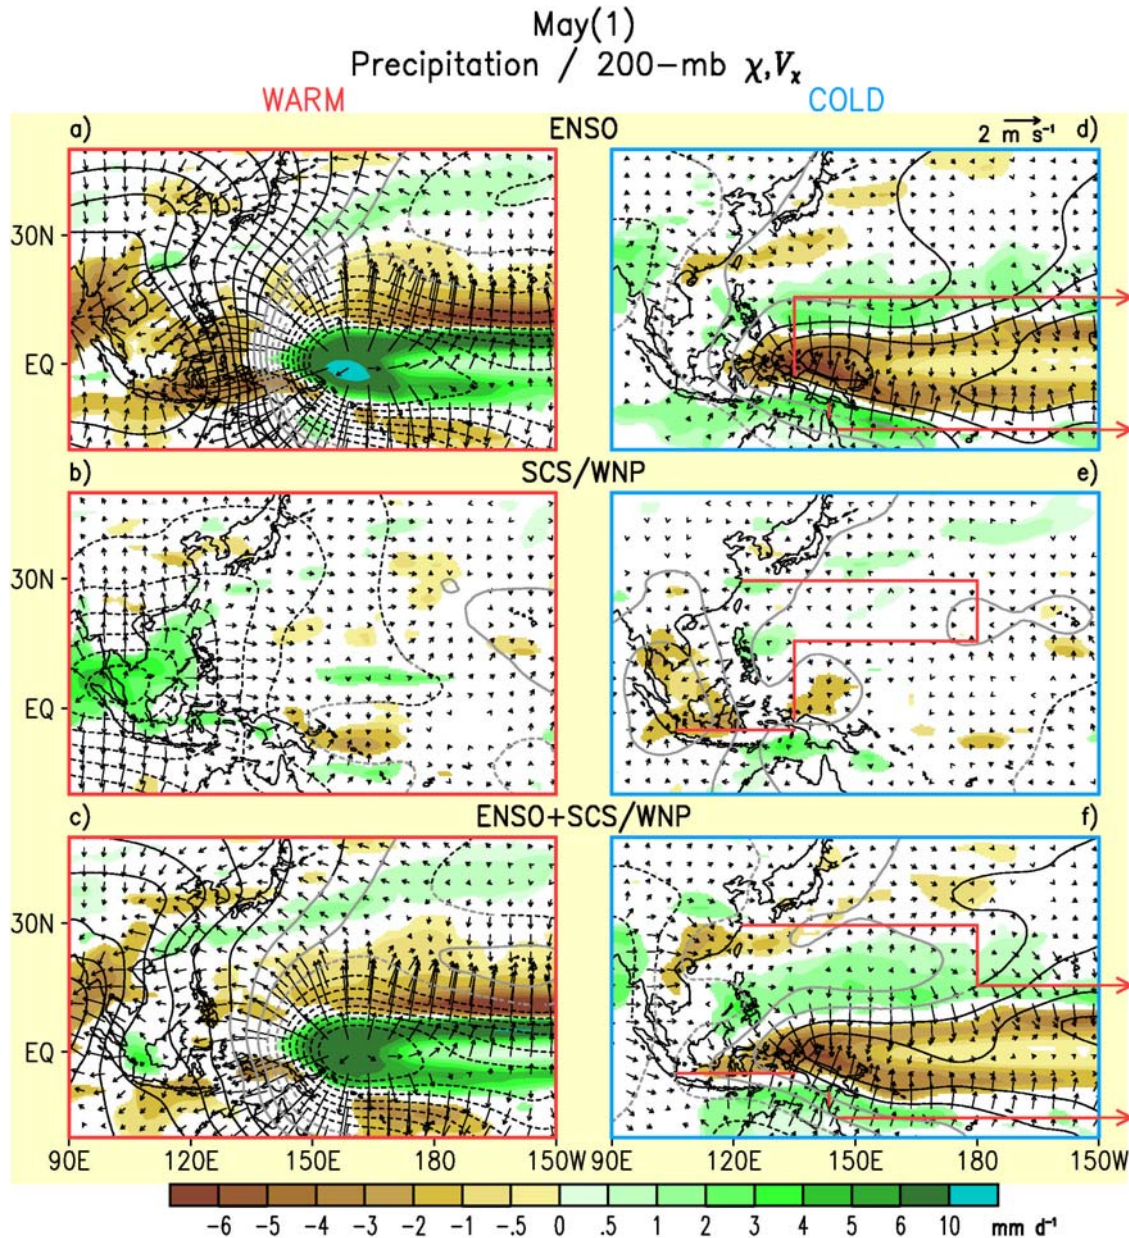 May(1)
Precipitation / 200-mb χ,Vχ
WARM COLD
a) ENSO 2 m s⁻¹ d)
30N
EQ
b) SCS/WNP e)
30N
EQ
c) ENSO+SCS/WNP f)
30N
EQ
90E 120E 150E 180 150W 90E 120E 150E 180 150W
-6 -5 -4 -3 -2 -1 -.5 0 .5 1 2 3 4 5 6 10 mm d⁻¹